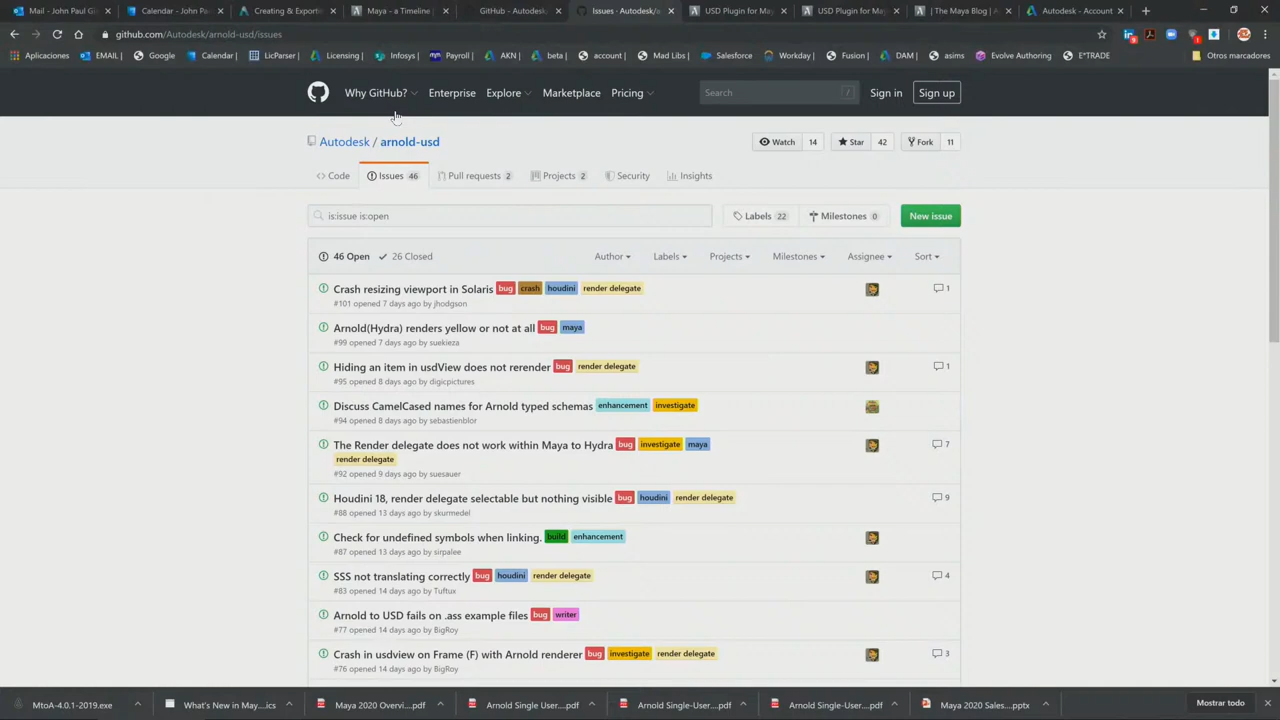 Mail - John Pa
Calendar - John Pa
Creating & Exporte
Maya - a Timeline
GitHub - Autodesk/
Issues · Autodesk/a
USD Plugin for May
USD Plugin for May
| The Maya Blog | A
Autodesk - Account
github.com/Autodesk/arnold-usd/issues
Aplicaciones
EMAIL |
Google
Calendar |
LicParser |
Licensing |
Infosys |
Payroll |
AKN |
beta |
account |
Mad Libs |
Salesforce
Workday |
Fusion |
DAM |
asims
Evolve Authoring
E*TRADE
Otros marcadores
Why GitHub?
Enterprise
Explore
Marketplace
Pricing
Search
/
Sign in
Sign up
Autodesk / arnold-usd
Watch 14
Star 42
Fork 11
Code
Issues 46
Pull requests 2
Projects 2
Security
Insights
is:issue is:open
Labels 22
Milestones 0
New issue
46 Open
26 Closed
Author
Labels
Projects
Milestones
Assignee
Sort
Crash resizing viewport in Solaris bug crash houdini render delegate 1
#101 opened 7 days ago by jhodgson
Arnold(Hydra) renders yellow or not at all bug maya
#99 opened 7 days ago by suekieza
Hiding an item in usdView does not rerender bug render delegate 1
#95 opened 8 days ago by digicpictures
Discuss CamelCased names for Arnold typed schemas enhancement investigate
#94 opened 8 days ago by sebastienblor
The Render delegate does not work within Maya to Hydra bug investigate maya 7
render delegate
#92 opened 9 days ago by suesauer
Houdini 18, render delegate selectable but nothing visible bug houdini render delegate 9
#88 opened 13 days ago by skurmedel
Check for undefined symbols when linking. build enhancement
#87 opened 13 days ago by sirpalee
SSS not translating correctly bug houdini render delegate 4
#83 opened 14 days ago by Tuftux
Arnold to USD fails on .ass example files bug writer
#77 opened 14 days ago by BigRoy
Crash in usdview on Frame (F) with Arnold renderer bug investigate render delegate 3
#76 opened 14 days ago by BigRoy
MtoA-4.0.1-2019.exe
What's New in May....ics
Maya 2020 Overvi....pdf
Arnold Single User....pdf
Arnold Single-User....pdf
Arnold Single-User....pdf
Maya 2020 Sales....pptx
Mostrar todo